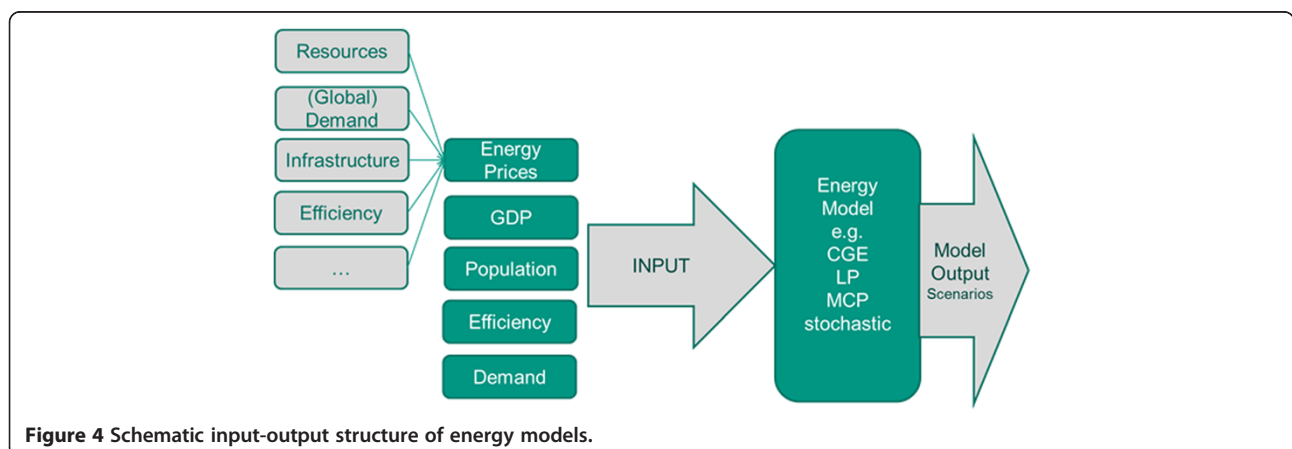 Resources
(Global)
Demand
Infrastructure
Efficiency
...
Energy
Prices
GDP
Population
Efficiency
Demand
INPUT
Energy
Model
e.g.
CGE
LP
MCP
stochastic
Model
Output
Scenarios
Figure 4 Schematic input-output structure of energy models.